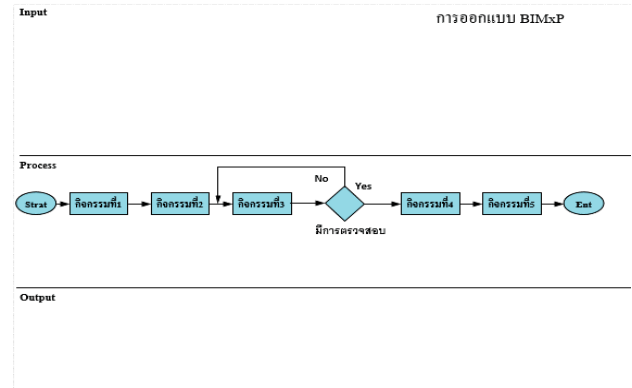 Input
การออกแบบ BIMxP
Process
No
Yes
Strat
กิจกรรมที่1
กิจกรรมที่2
กิจกรรมที่3
กิจกรรมที่4
กิจกรรมที่5
Ent
มีการตรวจสอบ
Output